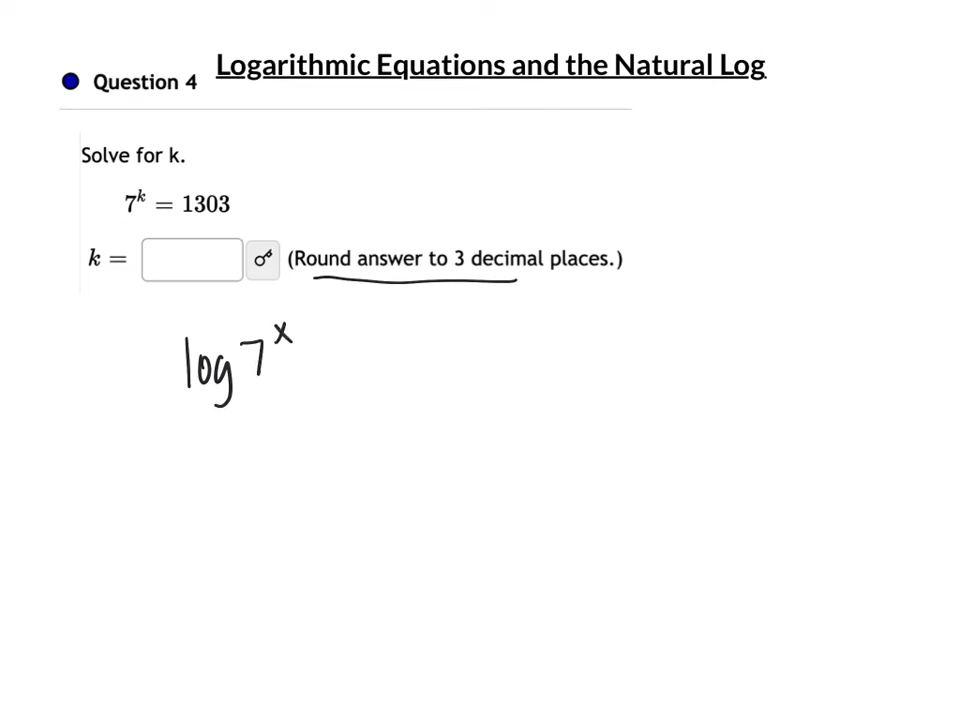 Logarithmic Equations and the Natural Log
Question 4
Solve for k.
7^k = 1303
k = (Round answer to 3 decimal places.)
log 7^x